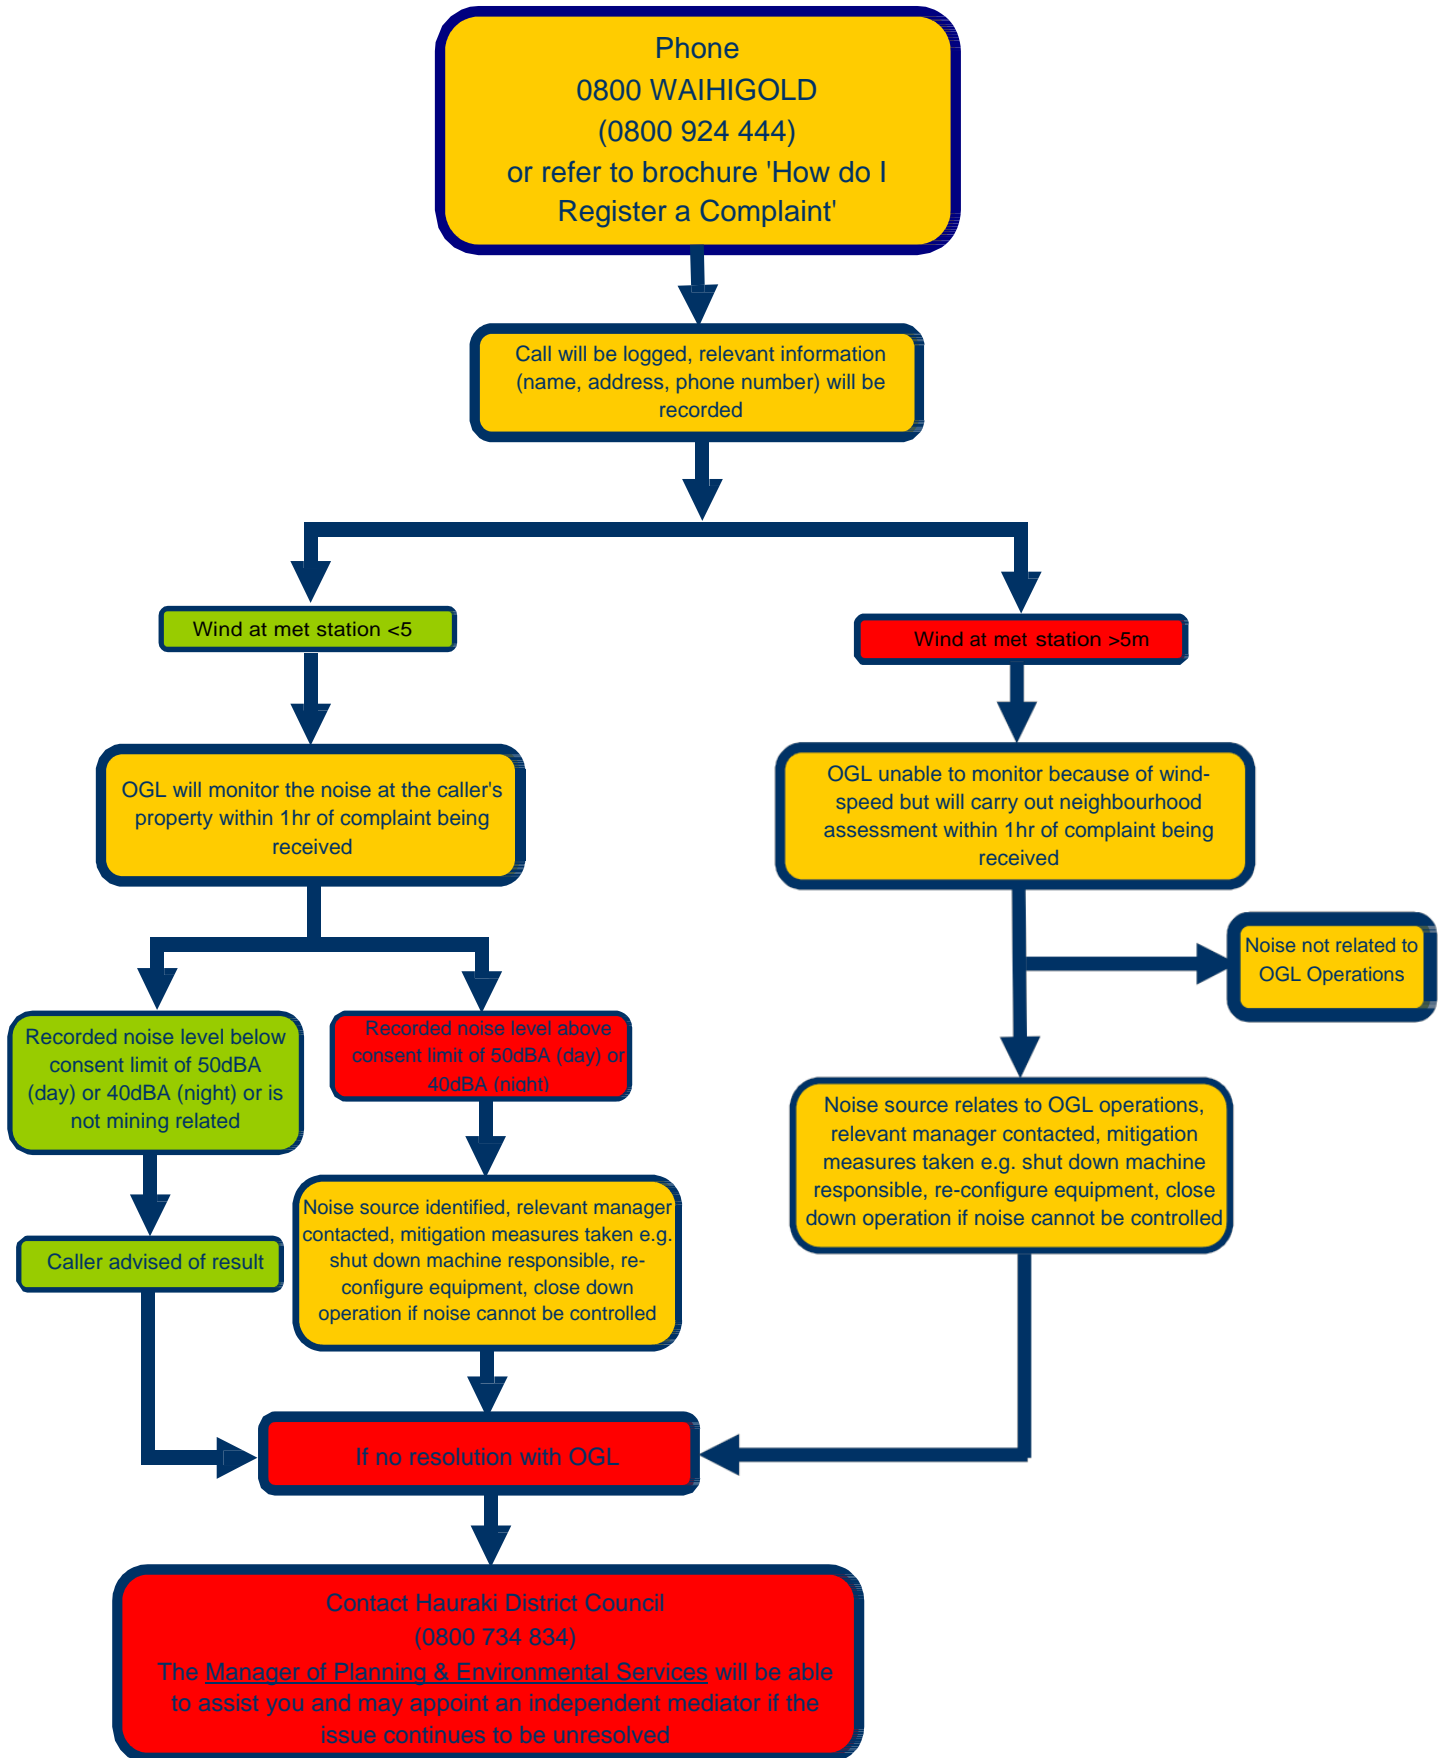 Phone
0800 WAIHIGOLD
(0800 924 444)
or refer to brochure 'How do I
Register a Complaint'
Call will be logged, relevant information
(name, address, phone number) will be
recorded
Wind at met station <5
Wind at met station >5m
OGL will monitor the noise at the caller's
property within 1hr of complaint being
received
OGL unable to monitor because of wind-
speed but will carry out neighbourhood
assessment within 1hr of complaint being
received
Noise not related to
OGL Operations
Recorded noise level below
consent limit of 50dBA
(day) or 40dBA (night) or is
not mining related
Recorded noise level above
consent limit of 50dBA (day) or
40dBA (night)
Noise source relates to OGL operations,
relevant manager contacted, mitigation
measures taken e.g. shut down machine
responsible, re-configure equipment, close
down operation if noise cannot be controlled
Caller advised of result
Noise source identified, relevant manager
contacted, mitigation measures taken e.g.
shut down machine responsible, re-
configure equipment, close down
operation if noise cannot be controlled
If no resolution with OGL
Contact Hauraki District Council
(0800 734 834)
The Manager of Planning & Environmental Services will be able
to assist you and may appoint an independent mediator if the
issue continues to be unresolved